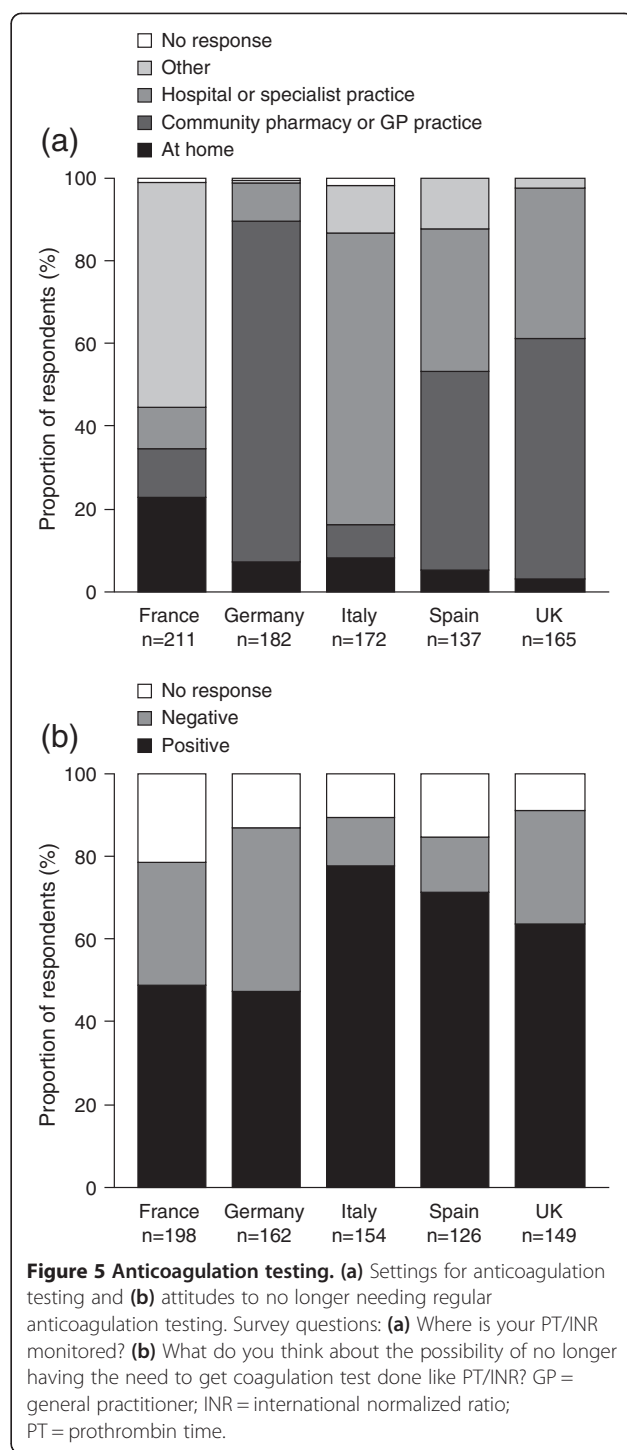 No response
Other
Hospital or specialist practice
Community pharmacy or GP practice
At home
(a)
Proportion of respondents (%)
100
80
60
40
20
0
France Germany Italy Spain UK
n=211 n=182 n=172 n=137 n=165
No response
Negative
Positive
(b)
Proportion of respondents (%)
100
80
60
40
20
0
France Germany Italy Spain UK
n=198 n=162 n=154 n=126 n=149
Figure 5 Anticoagulation testing. (a) Settings for anticoagulation
testing and (b) attitudes to no longer needing regular
anticoagulation testing. Survey questions: (a) Where is your PT/INR
monitored? (b) What do you think about the possibility of no longer
having the need to get coagulation test done like PT/INR? GP =
general practitioner; INR = international normalized ratio;
PT = prothrombin time.